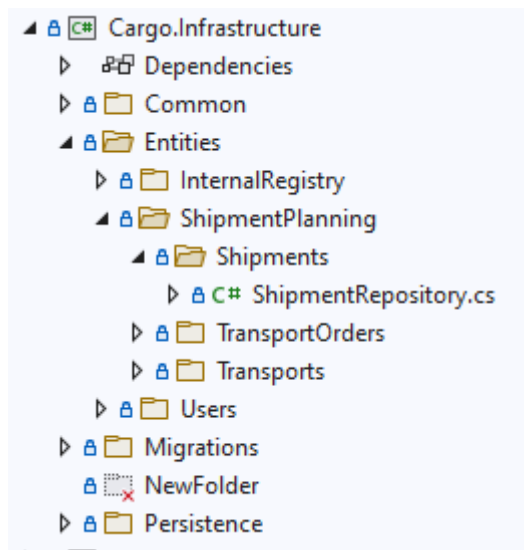 C# Cargo.Infrastructure
Dependencies
Common
Entities
InternalRegistry
ShipmentPlanning
Shipments
C# ShipmentRepository.cs
TransportOrders
Transports
Users
Migrations
NewFolder
Persistence